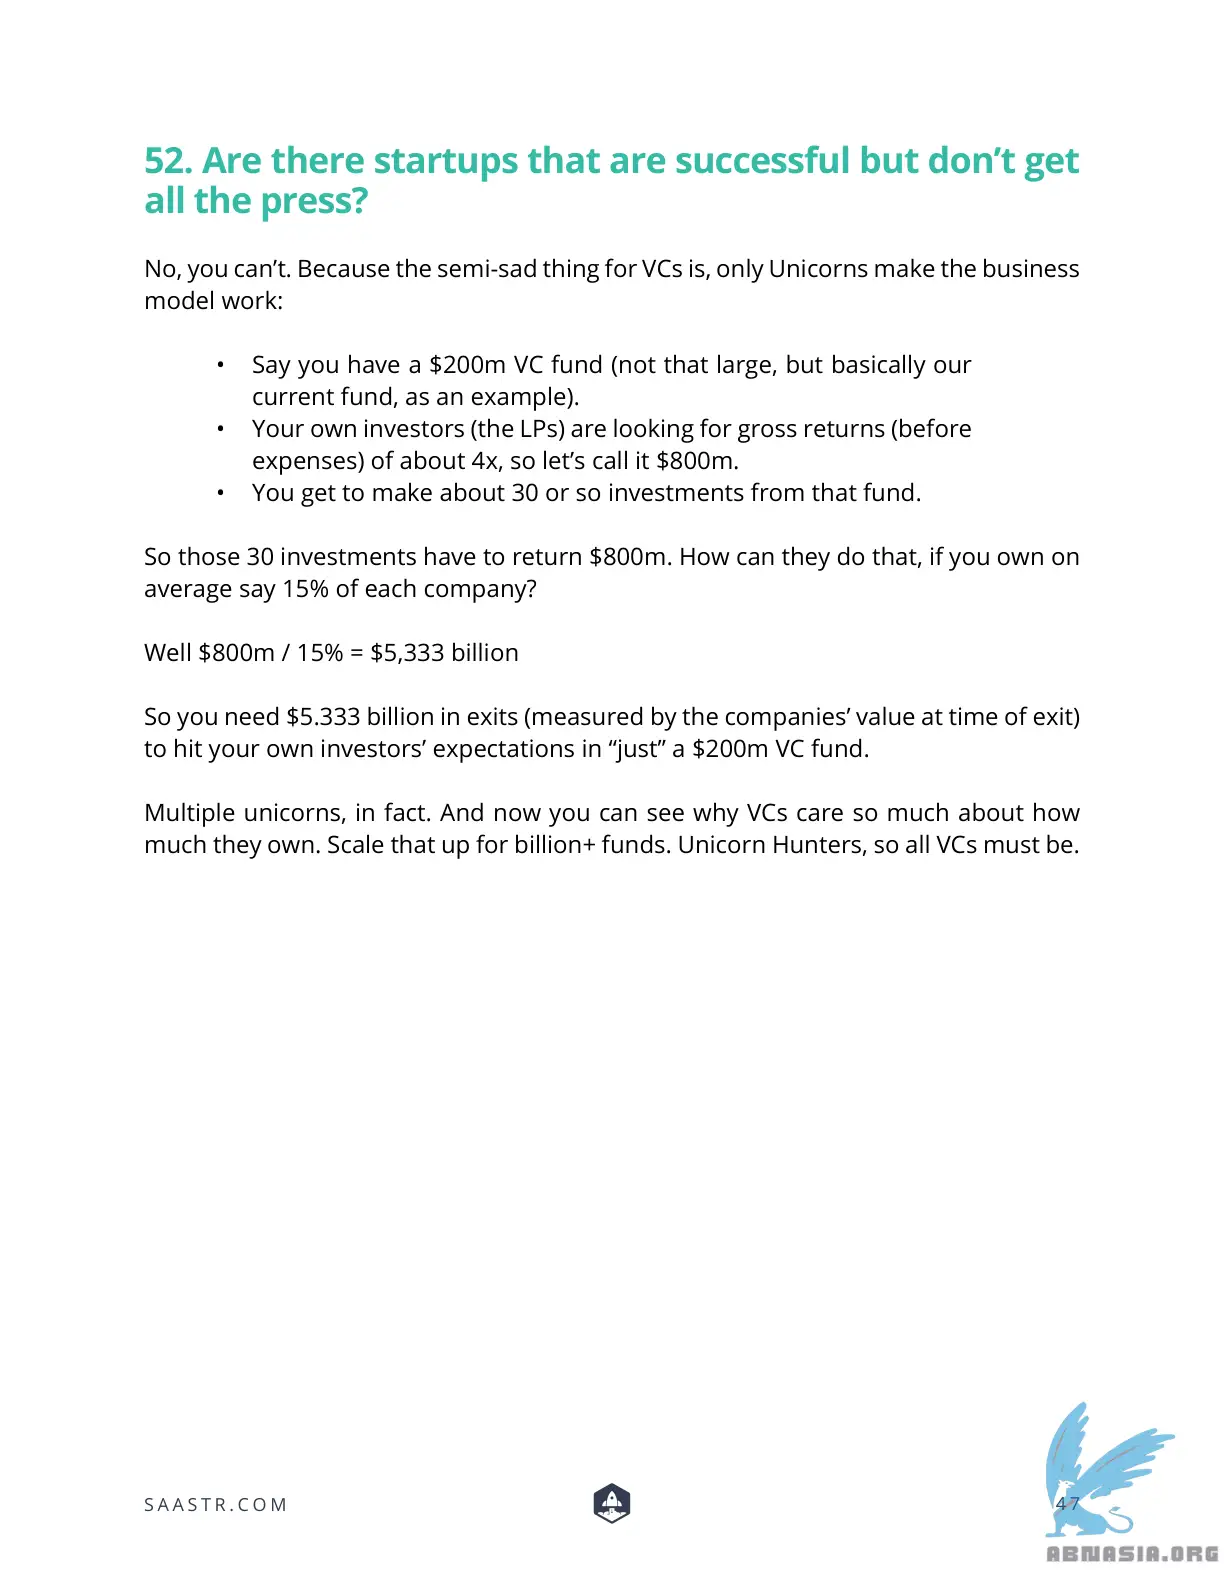 52. Are there startups that are successful but don’t get
all the press?
No, you can’t. Because the semi-sad thing for VCs is, only Unicorns make the business
model work:
• Say you have a $200m VC fund (not that large, but basically our
current fund, as an example).
• Your own investors (the LPs) are looking for gross returns (before
expenses) of about 4x, so let’s call it $800m.
• You get to make about 30 or so investments from that fund.
So those 30 investments have to return $800m. How can they do that, if you own on
average say 15% of each company?
Well $800m / 15% = $5,333 billion
So you need $5.333 billion in exits (measured by the companies’ value at time of exit)
to hit your own investors’ expectations in “just” a $200m VC fund.
Multiple unicorns, in fact. And now you can see why VCs care so much about how
much they own. Scale that up for billion+ funds. Unicorn Hunters, so all VCs must be.
SAASTR.COM
47
ABNASIA.ORG